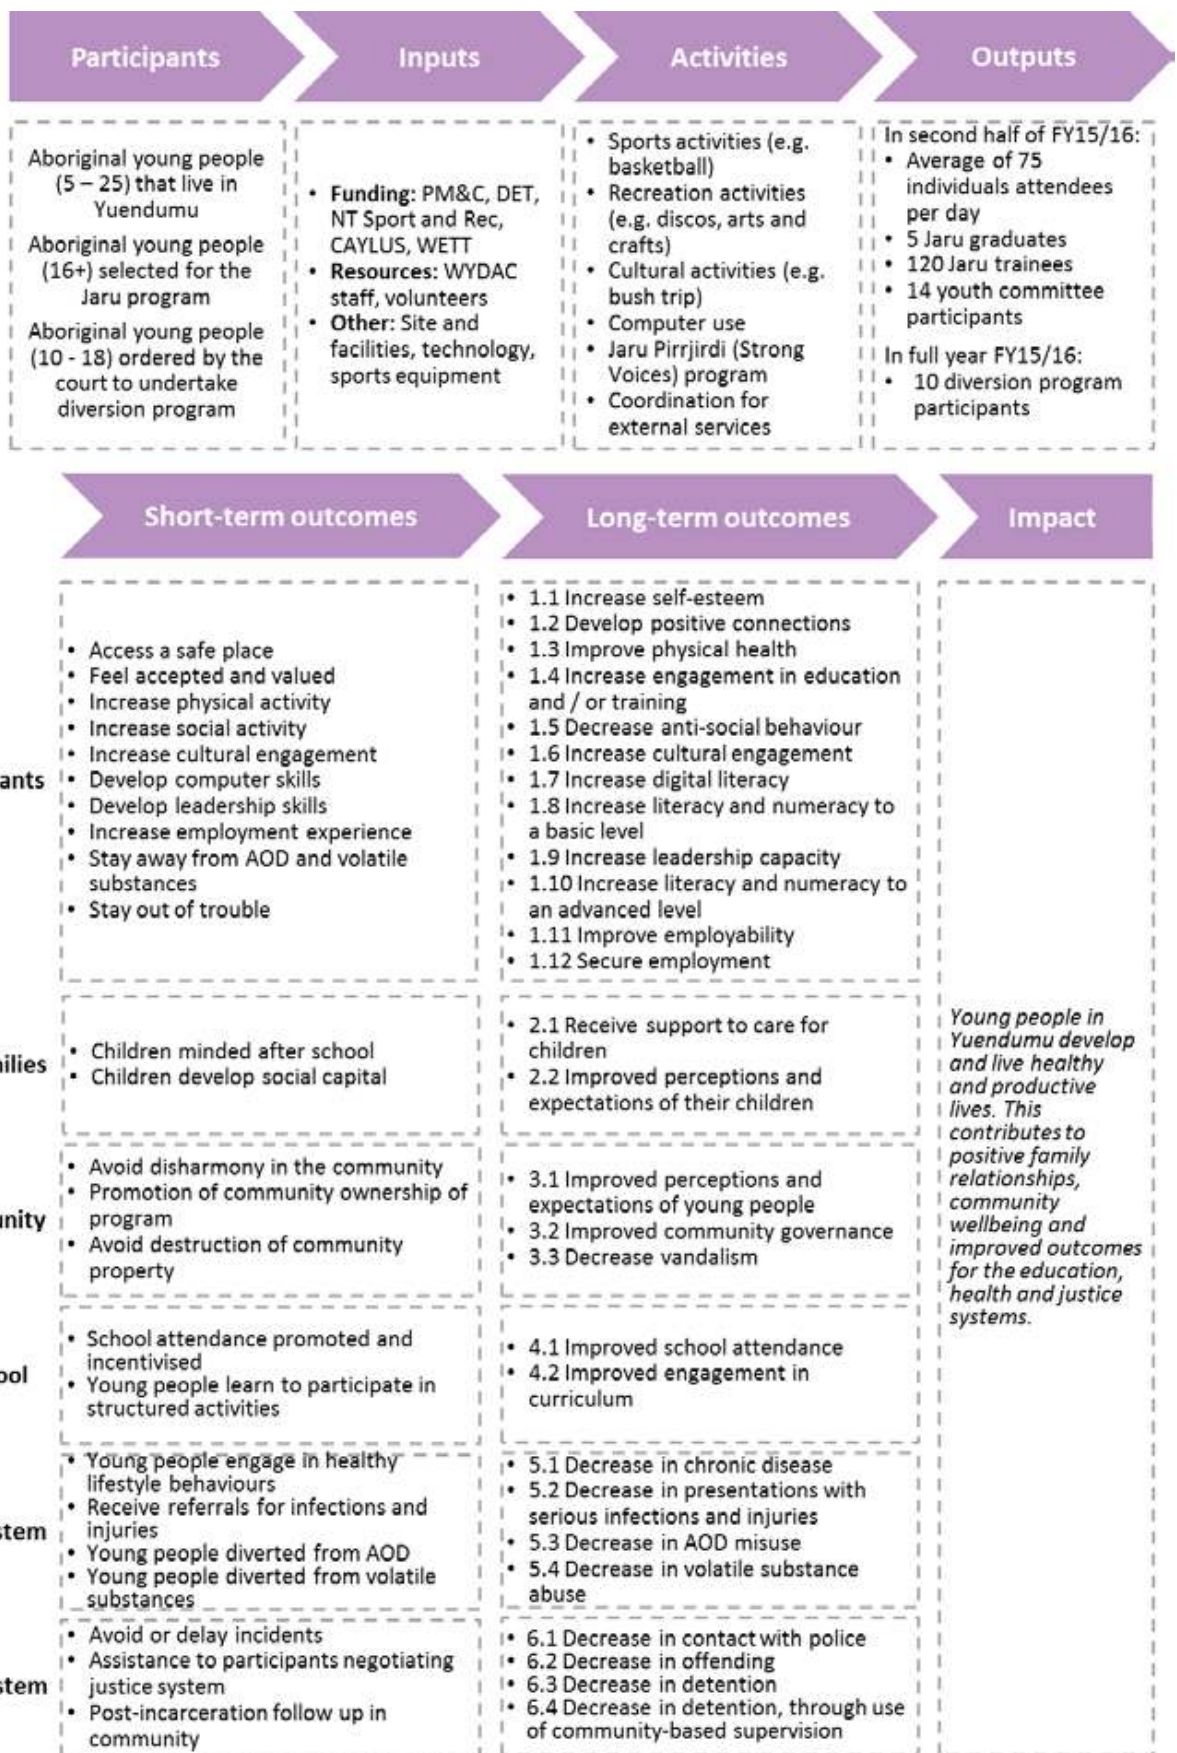 Participants
Inputs
Activities
Outputs
Aboriginal young people
(5 – 25) that live in
Yuendumu
Aboriginal young people
(16+) selected for the
Jaru program
Aboriginal young people
(10 - 18) ordered by the
court to undertake
diversion program
• Funding: PM&C, DET,
NT Sport and Rec,
CAYLUS, WETT
• Resources: WYDAC
staff, volunteers
• Other: Site and
facilities, technology,
sports equipment
• Sports activities (e.g.
basketball)
• Recreation activities
(e.g. discos, arts and
crafts)
• Cultural activities (e.g.
bush trip)
• Computer use
• Jaru Pirrjirdi (Strong
Voices) program
• Coordination for
external services
In second half of FY15/16:
• Average of 75
individuals attendees
per day
• 5 Jaru graduates
• 120 Jaru trainees
• 14 youth committee
participants
In full year FY15/16:
• 10 diversion program
participants
Short-term outcomes
Long-term outcomes
Impact
ants
• Access a safe place
• Feel accepted and valued
• Increase physical activity
• Increase social activity
• Increase cultural engagement
• Develop computer skills
• Develop leadership skills
• Increase employment experience
• Stay away from AOD and volatile
substances
• Stay out of trouble
• 1.1 Increase self-esteem
• 1.2 Develop positive connections
• 1.3 Improve physical health
• 1.4 Increase engagement in education
and / or training
• 1.5 Decrease anti-social behaviour
• 1.6 Increase cultural engagement
• 1.7 Increase digital literacy
• 1.8 Increase literacy and numeracy to
a basic level
• 1.9 Increase leadership capacity
• 1.10 Increase literacy and numeracy to
an advanced level
• 1.11 Improve employability
• 1.12 Secure employment
ilies
• Children minded after school
• Children develop social capital
• 2.1 Receive support to care for
children
• 2.2 Improved perceptions and
expectations of their children
unity
• Avoid disharmony in the community
• Promotion of community ownership of
program
• Avoid destruction of community
property
• 3.1 Improved perceptions and
expectations of young people
• 3.2 Improved community governance
• 3.3 Decrease vandalism
ool
• School attendance promoted and
incentivised
• Young people learn to participate in
structured activities
• 4.1 Improved school attendance
• 4.2 Improved engagement in
curriculum
stem
• Young people engage in healthy
lifestyle behaviours
• Receive referrals for infections and
injuries
• Young people diverted from AOD
• Young people diverted from volatile
substances
• 5.1 Decrease in chronic disease
• 5.2 Decrease in presentations with
serious infections and injuries
• 5.3 Decrease in AOD misuse
• 5.4 Decrease in volatile substance
abuse
stem
• Avoid or delay incidents
• Assistance to participants negotiating
justice system
• Post-incarceration follow up in
community
• 6.1 Decrease in contact with police
• 6.2 Decrease in offending
• 6.3 Decrease in detention
• 6.4 Decrease in detention, through use
of community-based supervision
Young people in
Yuendumu develop
and live healthy
and productive
lives. This
contributes to
positive family
relationships,
community
wellbeing and
improved outcomes
for the education,
health and justice
systems.